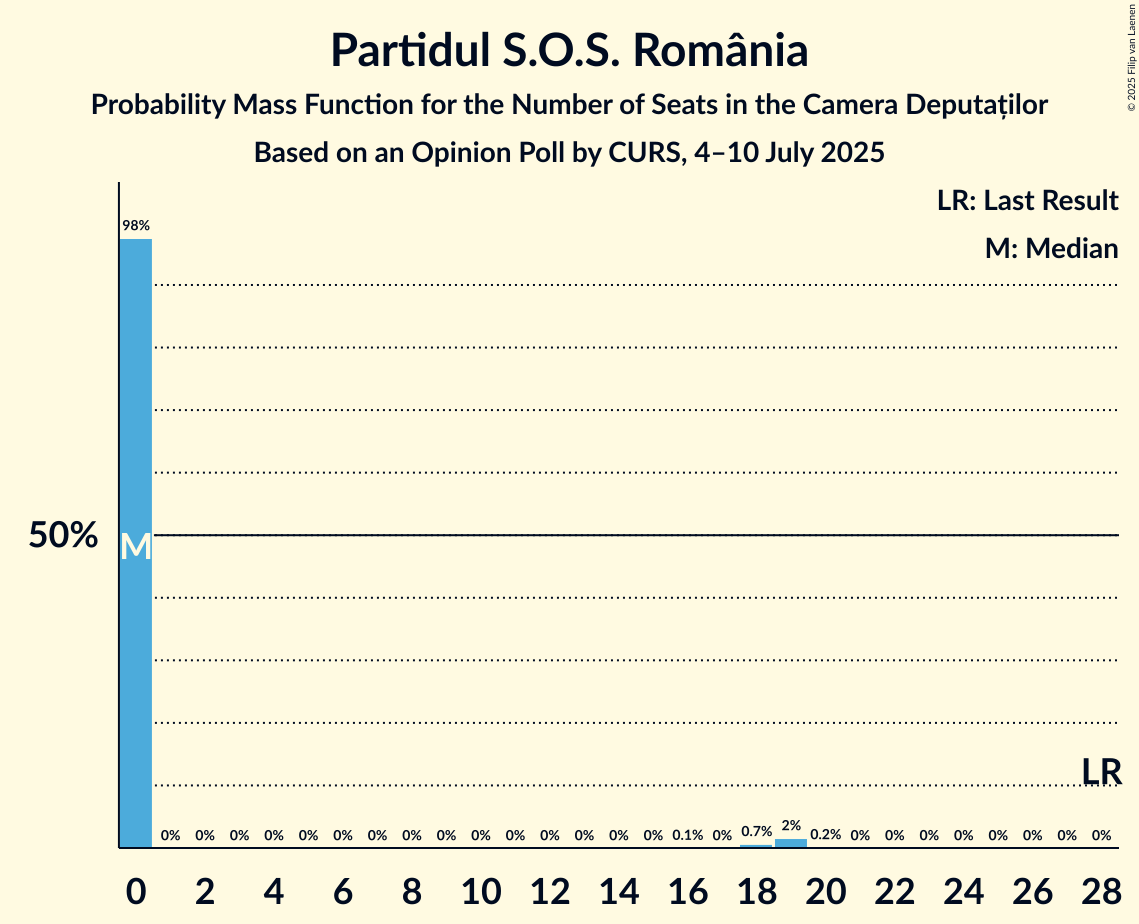 Partidul S.O.S. România
Probability Mass Function for the Number of Seats in the Camera Deputaților
Based on an Opinion Poll by CURS, 4–10 July 2025
© 2025 Filip van Laenen
LR: Last Result
M: Median
98%
50%
M
LR
0% 0% 0% 0% 0% 0% 0% 0% 0% 0% 0% 0% 0% 0% 0% 0.1% 0% 0.7% 2% 0.2% 0% 0% 0% 0% 0% 0% 0% 0%
0 2 4 6 8 10 12 14 16 18 20 22 24 26 28